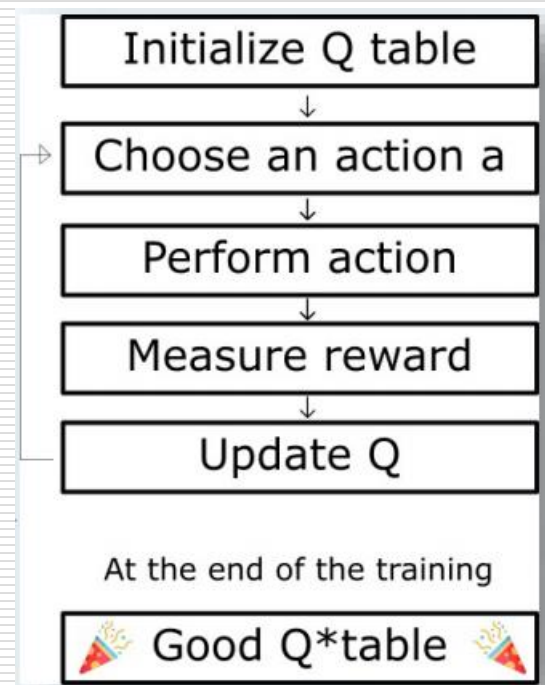 Initialize Q table
Choose an action a
Perform action
Measure reward
Update Q
At the end of the training
Good Q*table